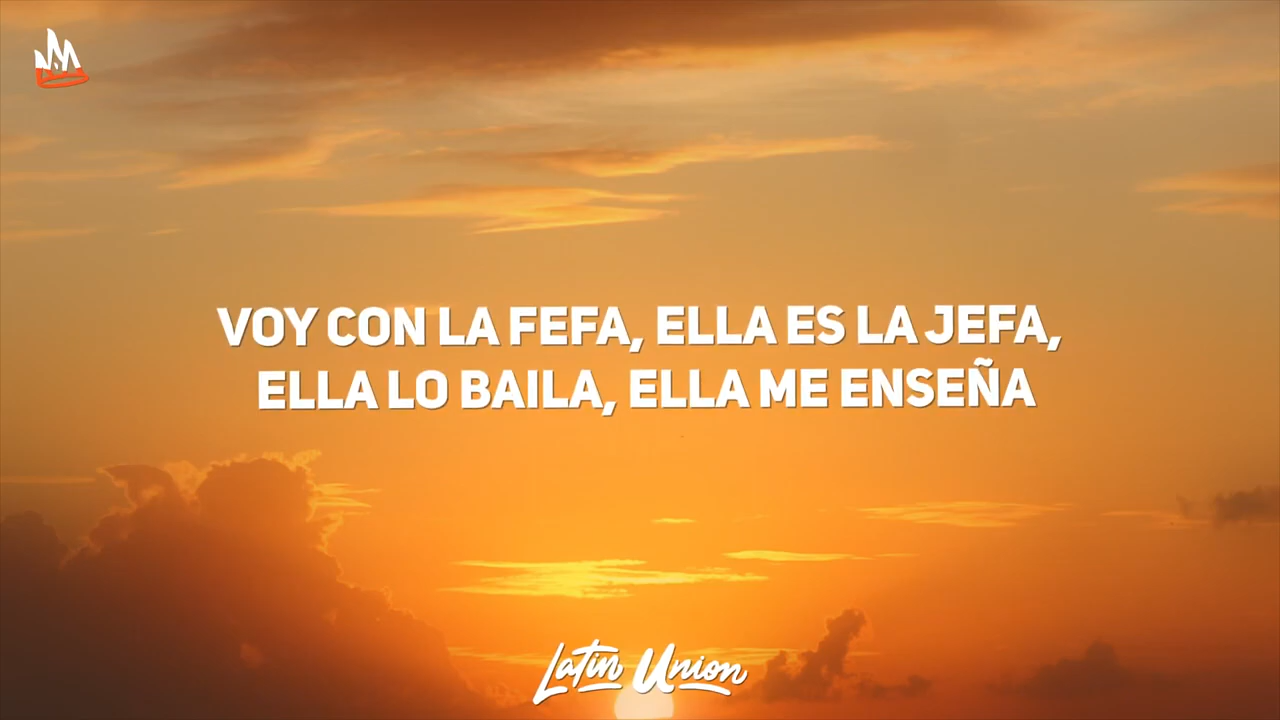 VOY CON LA FEFA, ELLA ES LA JEFA,
ELLA LO BAILA, ELLA ME ENSEÑA
Latin Union